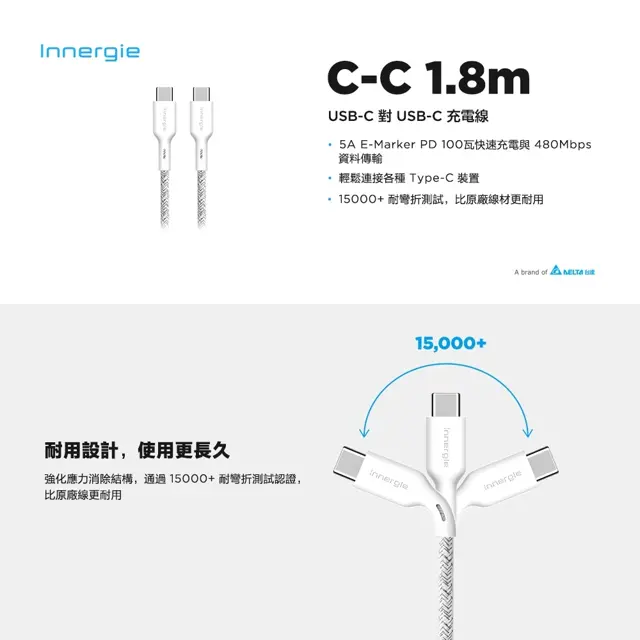 Innergie
C-C 1.8m
USB-C 對 USB-C 充電線
• 5A E-Marker PD 100瓦快速充電與 480Mbps
資料傳輸
• 輕鬆連接各種 Type-C 裝置
• 15000+ 耐彎折測試，比原廠線材更耐用
innergie
innergie
A brand of DELTA 台達
15,000+
耐用設計，使用更長久
強化應力消除結構，通過 15000+ 耐彎折測試認證，
比原廠線更耐用
innergie
innergie
innergie